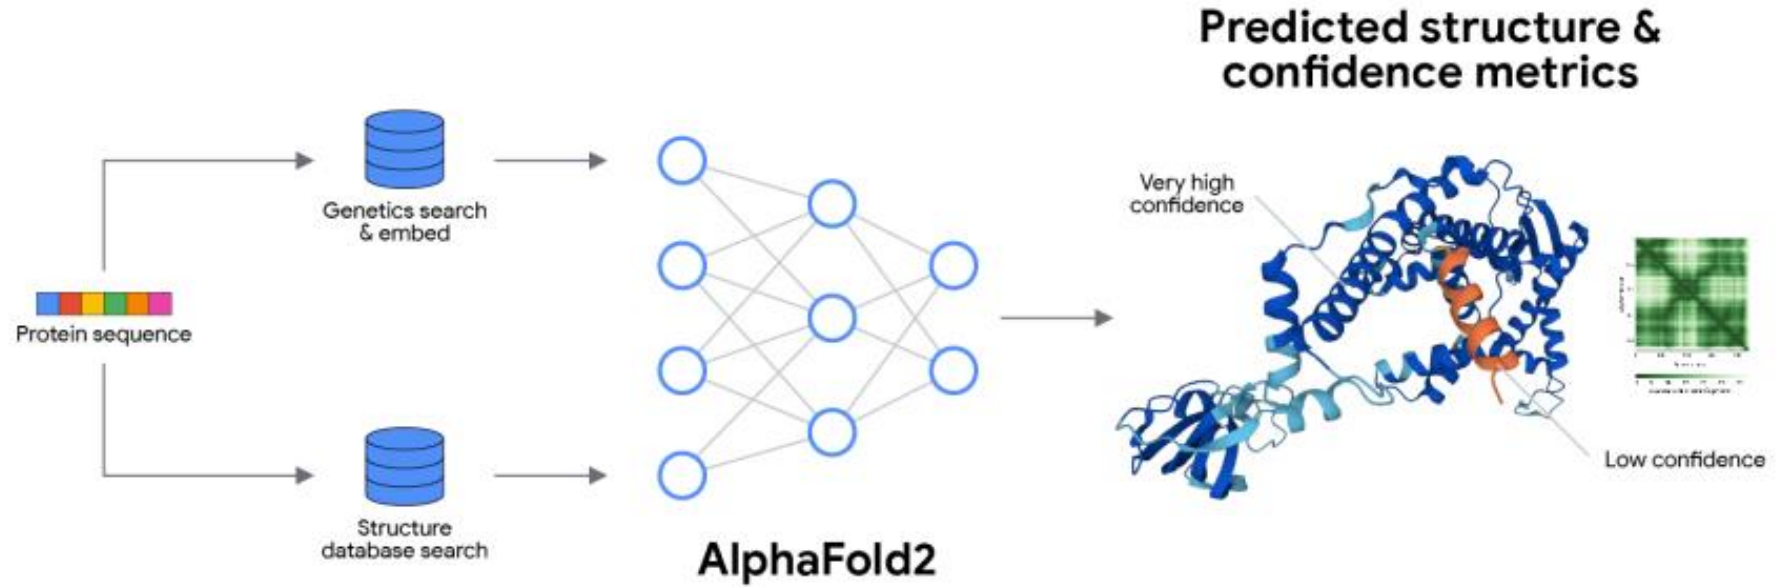 Predicted structure &
confidence metrics
Genetics search
& embed
Protein sequence
Structure
database search
AlphaFold2
Very high
confidence
Low confidence